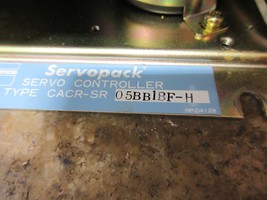 Servopack
SERVO CONTROLLER
TYPE CACR-SR 05BB1BF-H